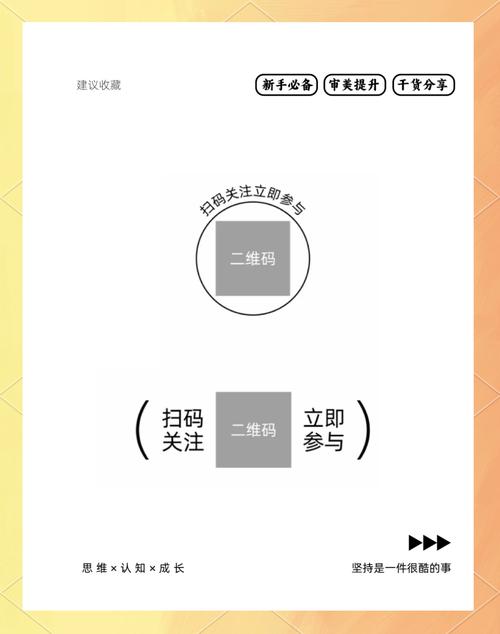 建议收藏
新手必备 审美提升 干货分享
扫码关注立即参与
二维码
扫码 二维码 立即
关注 参与
思维×认知×成长 坚持是一件很酷的事